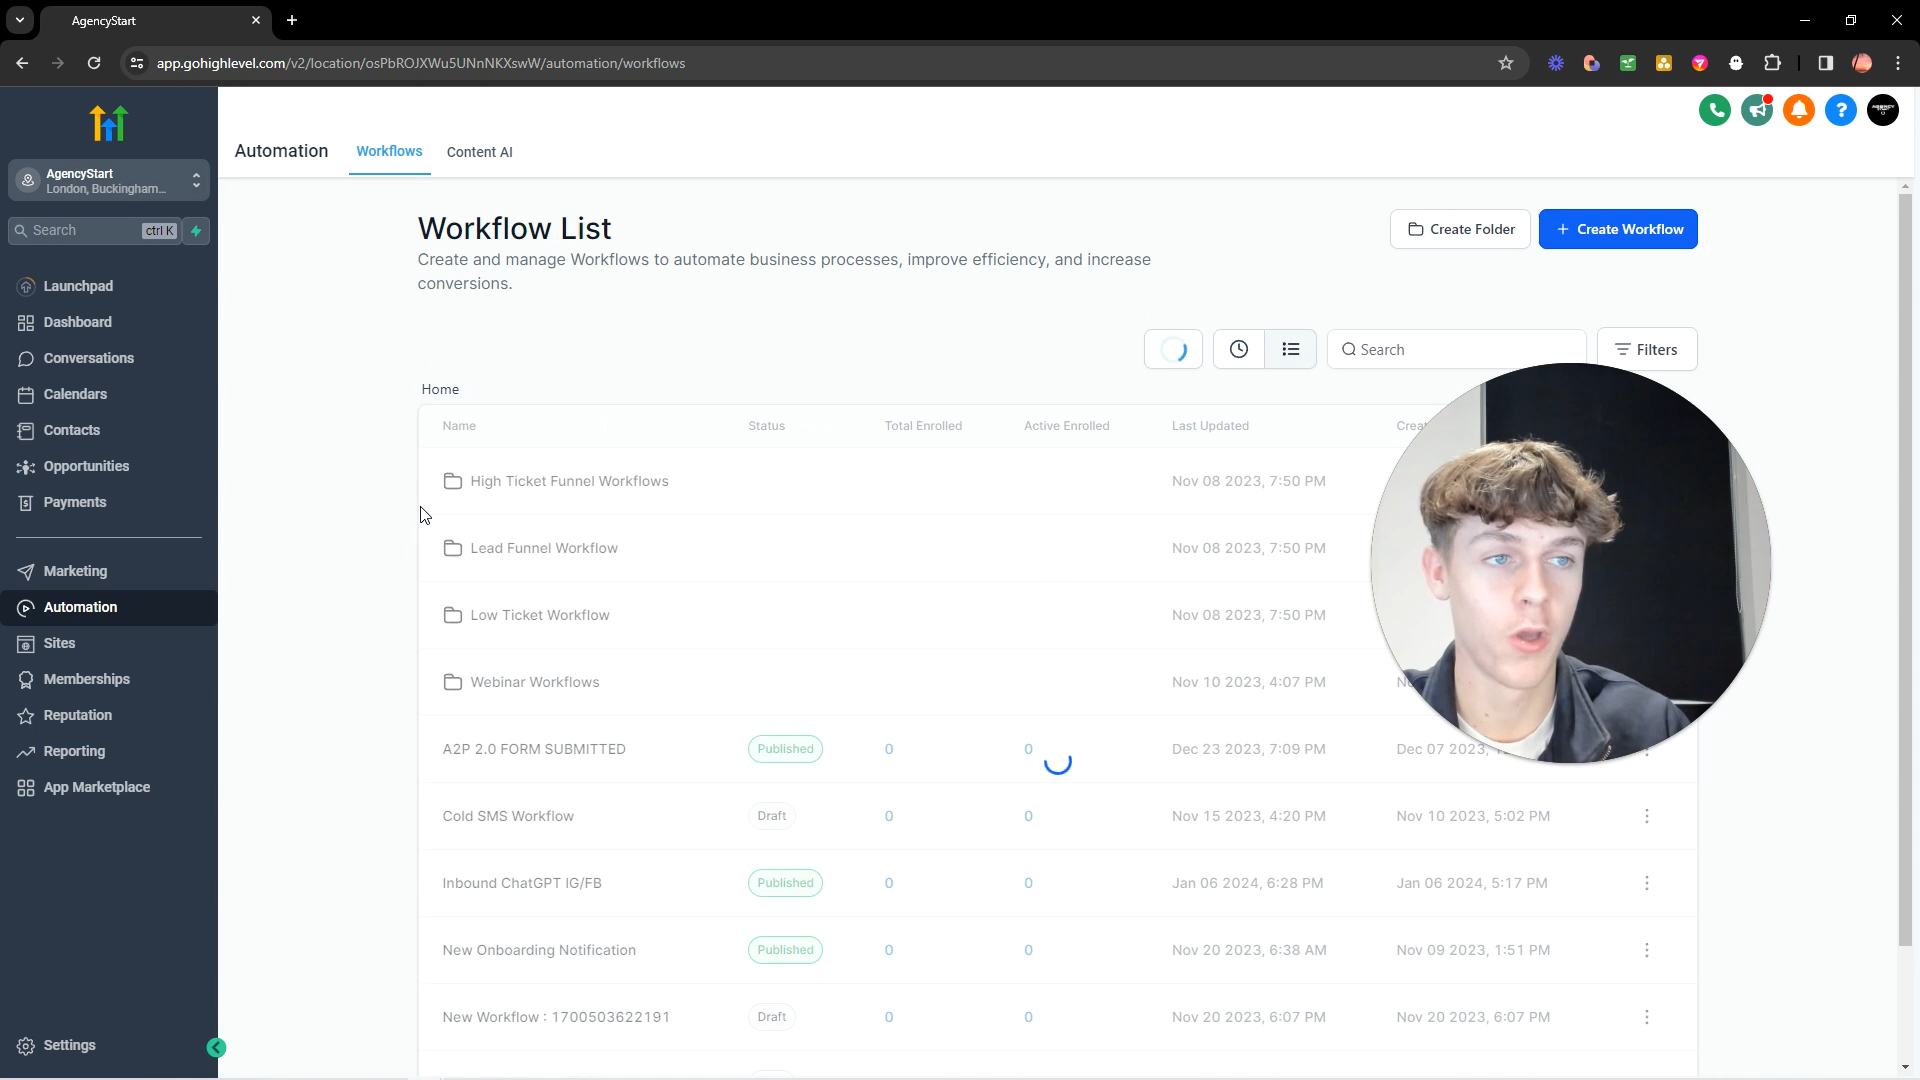 AgencyStart
app.gohighlevel.com/v2/location/osPbROJXWu5UNnNKXswW/automation/workflows
AgencyStart
London, Buckingham...
Search ctrl K
Launchpad
Dashboard
Conversations
Calendars
Contacts
Opportunities
Payments
Marketing
Automation
Sites
Memberships
Reputation
Reporting
App Marketplace
Settings
Automation Workflows Content AI
Workflow List
Create and manage Workflows to automate business processes, improve efficiency, and increase
conversions.
Create Folder + Create Workflow
Search Filters
Home
Name Status Total Enrolled Active Enrolled Last Updated
High Ticket Funnel Workflows Nov 08 2023, 7:50 PM
Lead Funnel Workflow Nov 08 2023, 7:50 PM
Low Ticket Workflow Nov 08 2023, 7:50 PM
Webinar Workflows Nov 10 2023, 4:07 PM
A2P 2.0 FORM SUBMITTED Published 0 0 Dec 23 2023, 7:09 PM Dec 07 2023,
Cold SMS Workflow Draft 0 0 Nov 15 2023, 4:20 PM Nov 10 2023, 5:02 PM
Inbound ChatGPT IG/FB Published 0 0 Jan 06 2024, 6:28 PM Jan 06 2024, 5:17 PM
New Onboarding Notification Published 0 0 Nov 20 2023, 6:38 AM Nov 09 2023, 1:51 PM
New Workflow : 1700503622191 Draft 0 0 Nov 20 2023, 6:07 PM Nov 20 2023, 6:07 PM